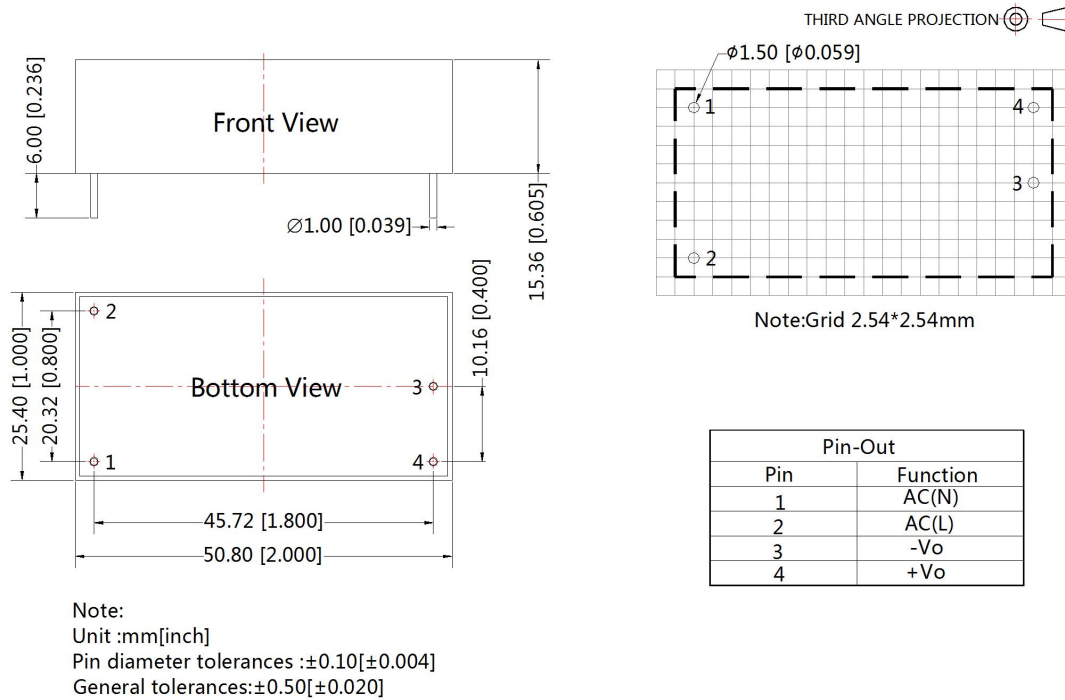 THIRD ANGLE PROJECTION
6.00 [0.236]
Front View
Ø1.00 [0.039]
15.36 [0.605]
ϕ1.50 [ϕ0.059]
1
4
3
2
Note:Grid 2.54*2.54mm
25.40 [1.000]
20.32 [0.800]
2
Bottom View
3
1
4
10.16 [0.400]
45.72 [1.800]
50.80 [2.000]
Pin-Out
Pin Function
1 AC(N)
2 AC(L)
3 -Vo
4 +Vo
Note:
Unit :mm[inch]
Pin diameter tolerances :±0.10[±0.004]
General tolerances:±0.50[±0.020]